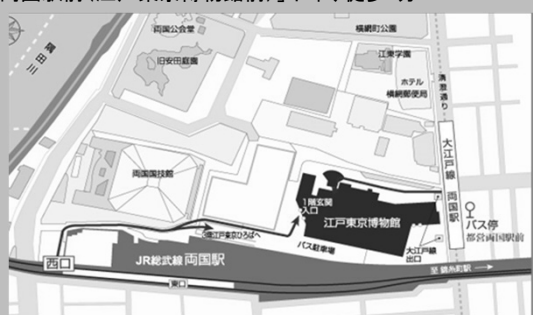 両国公会堂
横網町公園
隅田川
旧安田庭園
江東学園
清澄通り
ホテル
横網郵便局
両国国技館
1階玄関
入口
江戸東京博物館
大江戸線 両国駅
バス停
都営両国駅前
バス駐車場
大江戸線
出口
西口
JR総武線 両国駅
東口
至 錦糸町駅